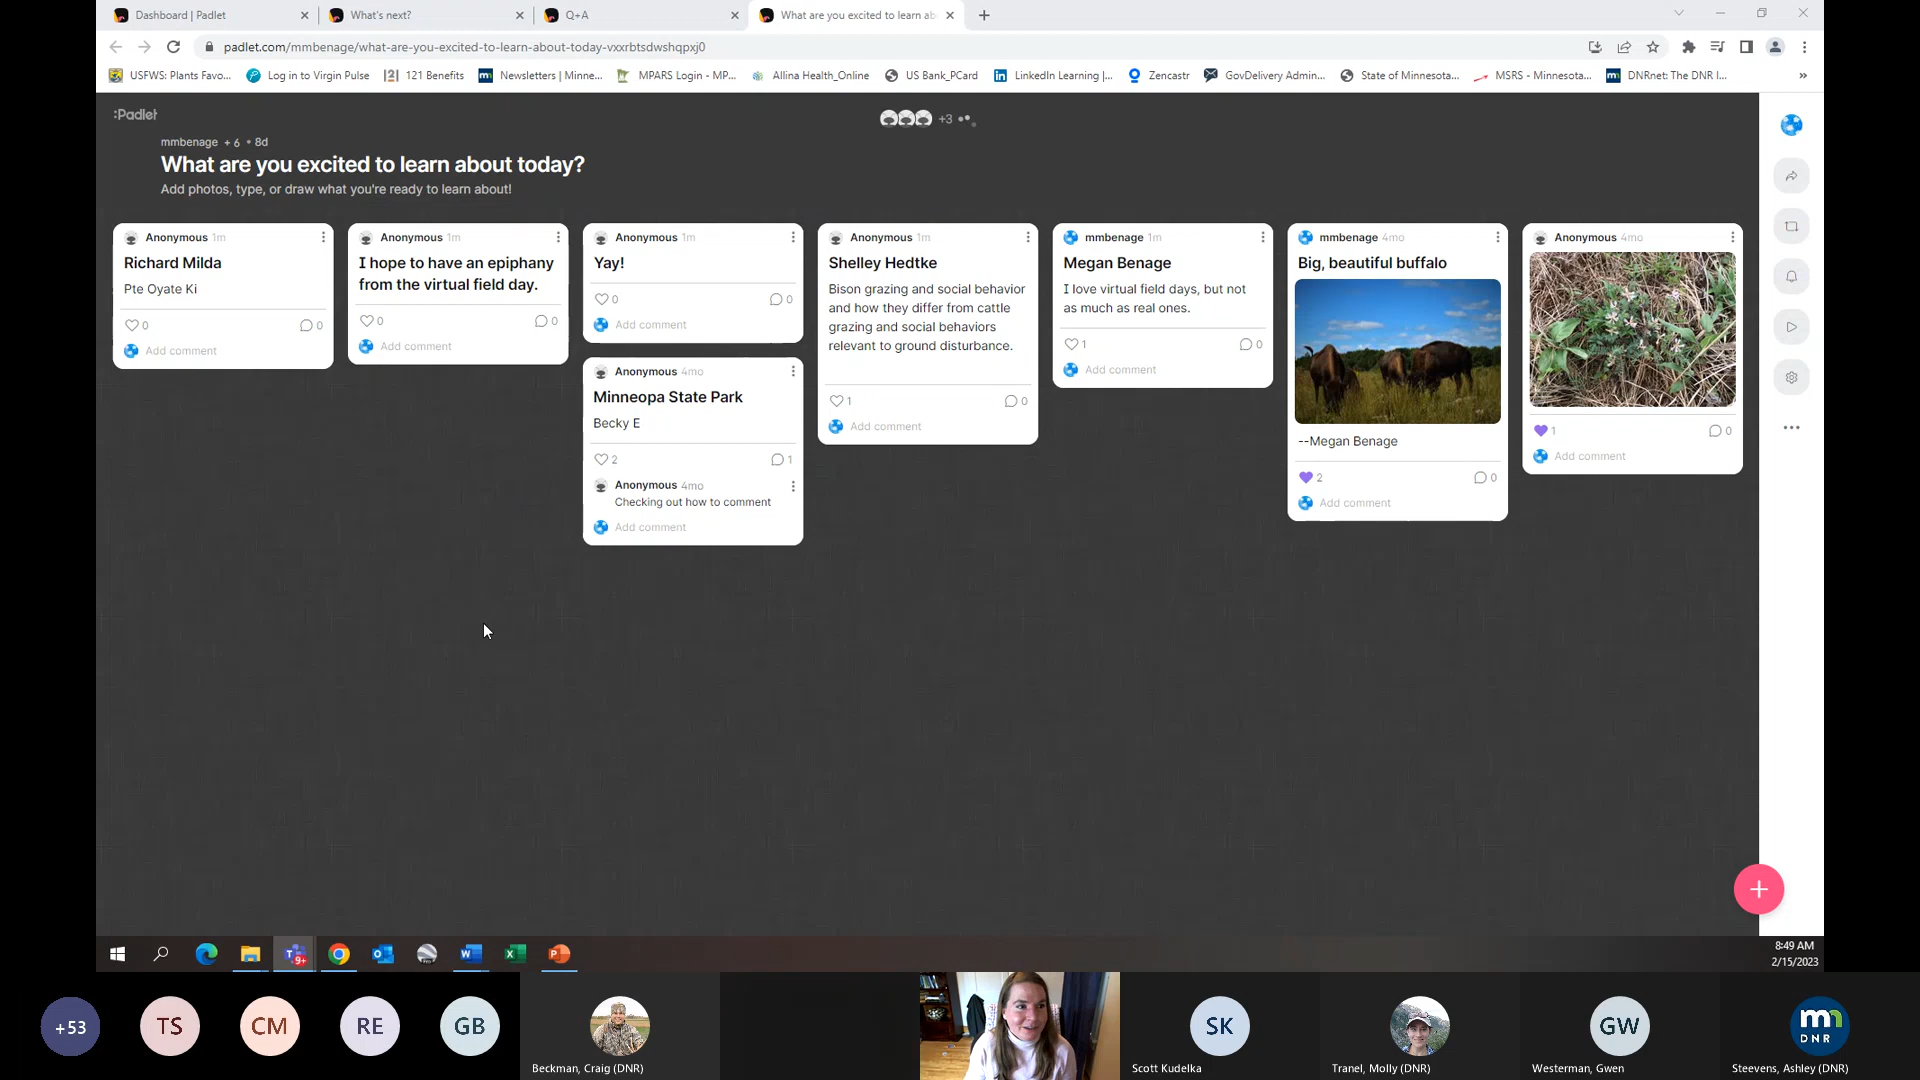 Dashboard | Padlet
What's next?
Q+A
What are you excited to learn ab
padlet.com/mmbenage/what-are-you-excited-to-learn-about-today-vxxrbtsdwshqpxj0
USFWS: Plants Favo...
Log in to Virgin Pulse
121 Benefits
Newsletters | Minne...
MPARS Login - MP...
Allina Health_Online
US Bank_PCard
LinkedIn Learning |...
Zencastr
GovDelivery Admin...
State of Minnesota...
MSRS - Minnesota...
DNRnet: The DNR I...
:Padlet
+3
mmbenage + 6 • 8d
What are you excited to learn about today?
Add photos, type, or draw what you're ready to learn about!
Anonymous 1m
Richard Milda
Pte Oyate Ki
0
0
Add comment
Anonymous 1m
I hope to have an epiphany
from the virtual field day.
0
0
Add comment
Anonymous 1m
Yay!
0
0
Add comment
Anonymous 4mo
Minneopa State Park
Becky E
2
1
Anonymous 4mo
Checking out how to comment
Add comment
Anonymous 1m
Shelley Hedtke
Bison grazing and social behavior
and how they differ from cattle
grazing and social behaviors
relevant to ground disturbance.
1
0
Add comment
mmbenage 1m
Megan Benage
I love virtual field days, but not
as much as real ones.
1
0
Add comment
mmbenage 4mo
Big, beautiful buffalo
--Megan Benage
2
0
Add comment
Anonymous 4mo
1
0
Add comment
9+
8:49 AM
2/15/2023
+53
TS
CM
RE
GB
Beckman, Craig (DNR)
SK
Scott Kudelka
Tranel, Molly (DNR)
GW
Westerman, Gwen
mn
DNR
Steevens, Ashley (DNR)